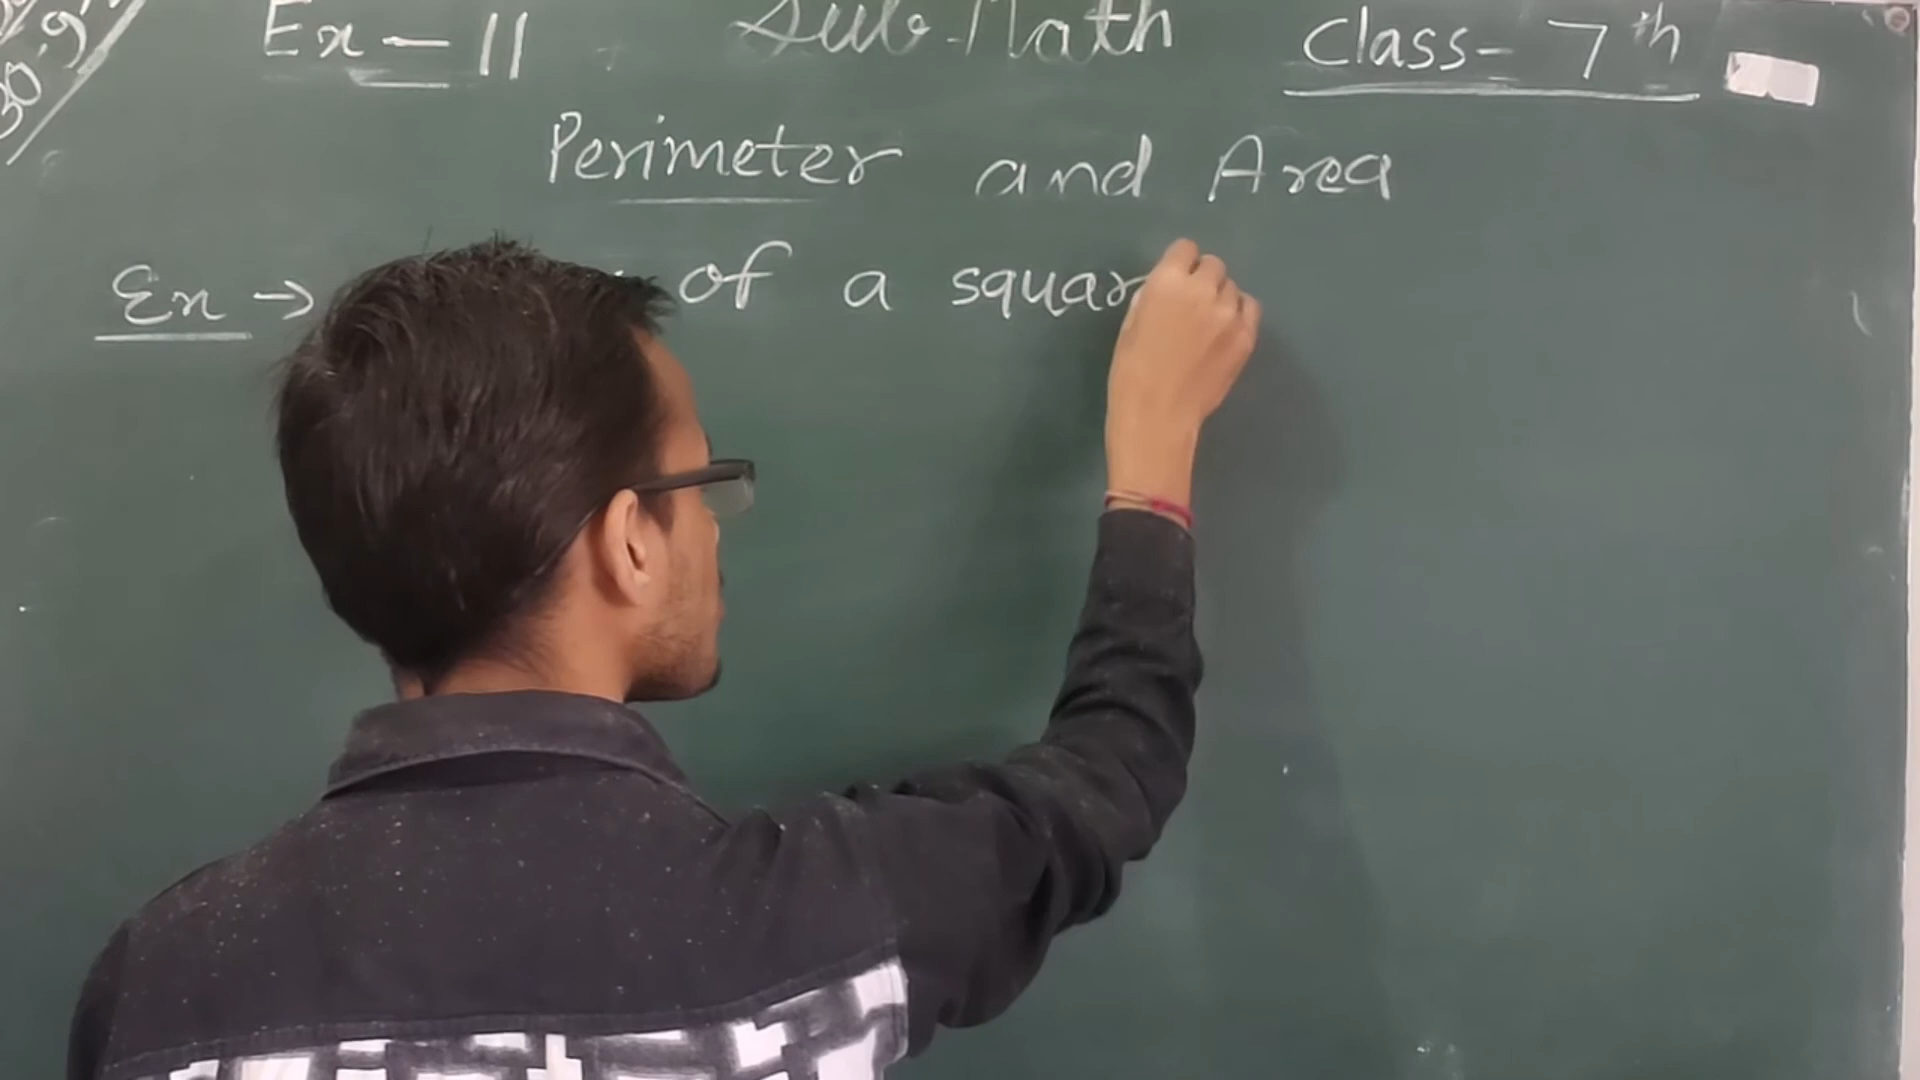 Ex - 11 Sub-Math Class- 7th
Perimeter and Area
Ex → of a squar